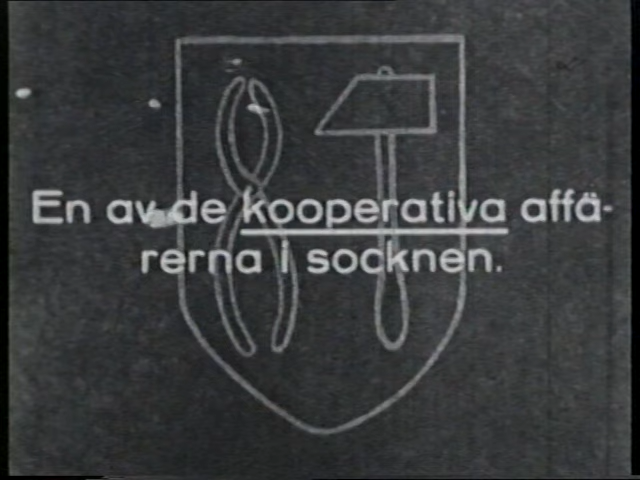 En av de kooperativa affä-
rerna i socknen.